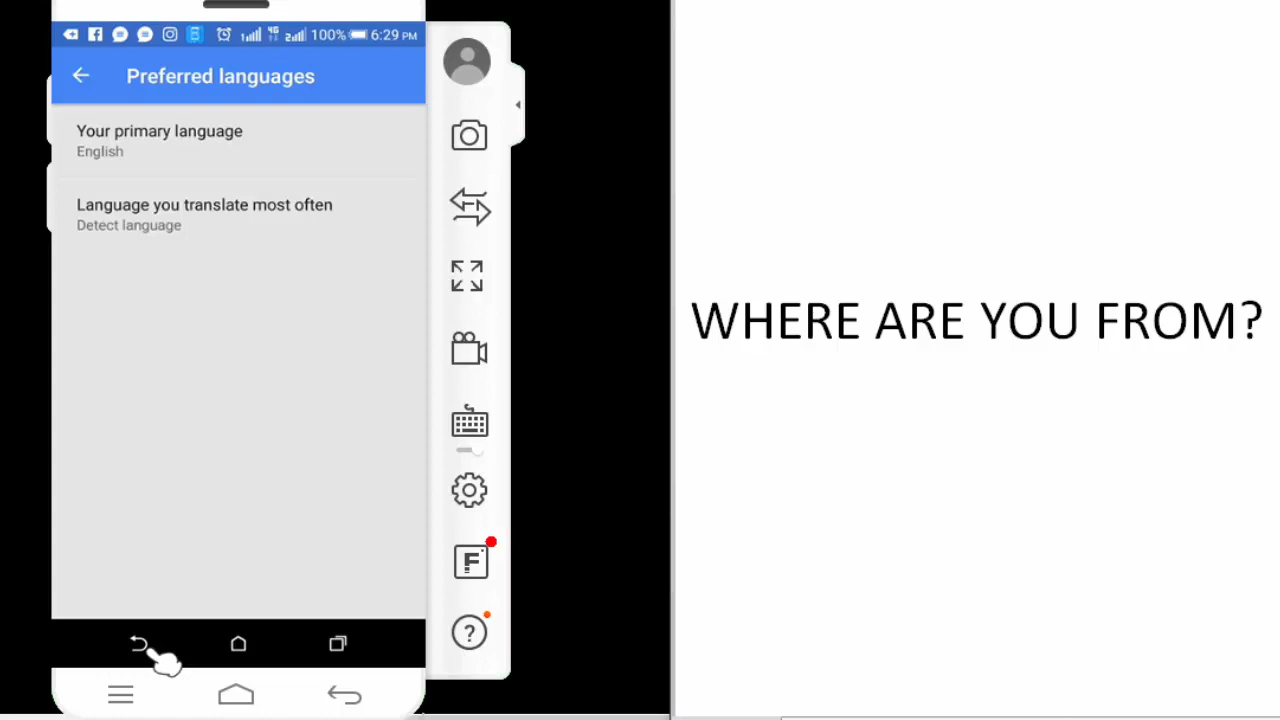 100% 6:29 PM
Preferred languages
Your primary language
English
Language you translate most often
Detect language
F
?
WHERE ARE YOU FROM?